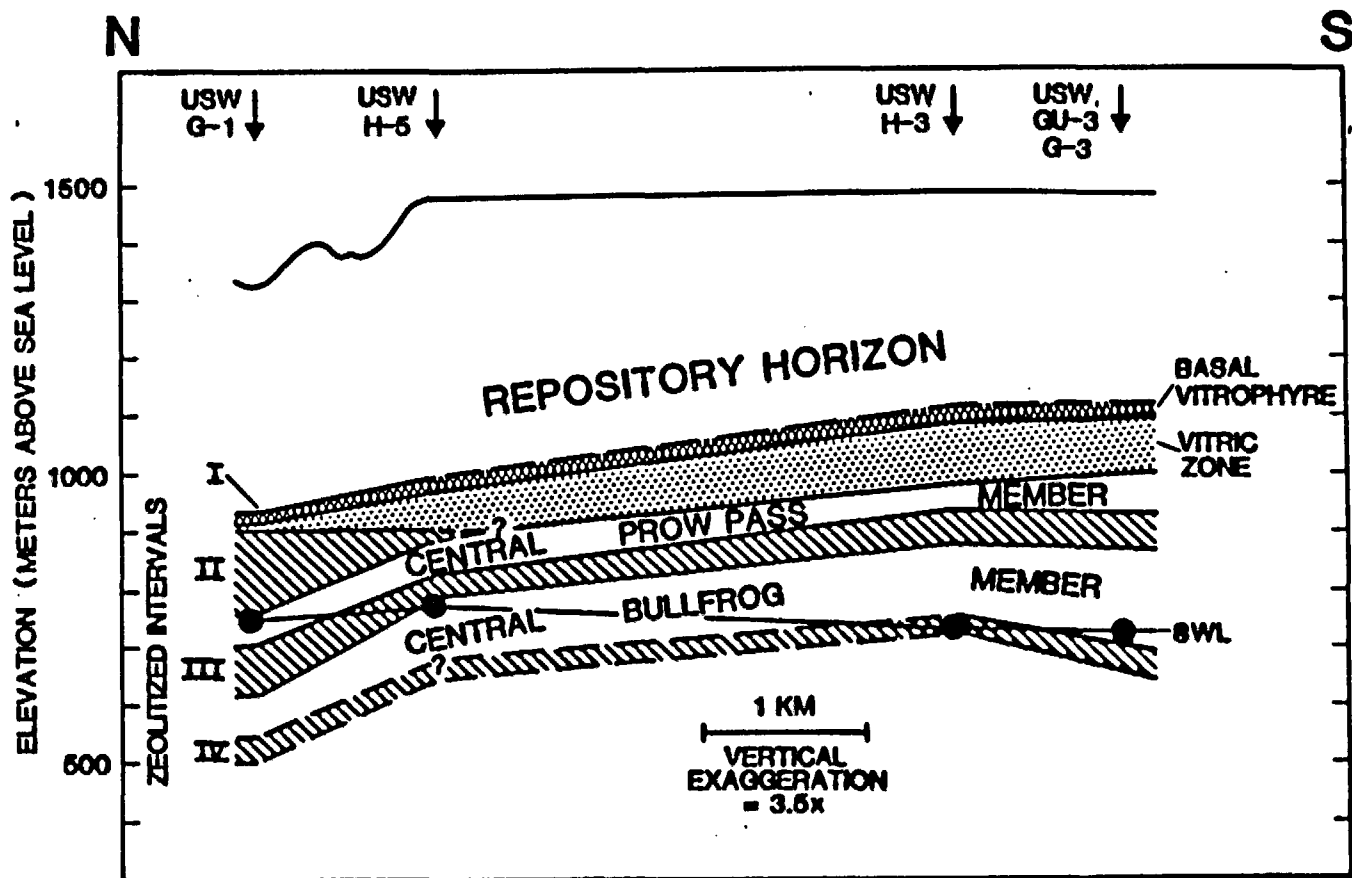 N
S
USW
G-1
USW
H-5
USW
H-3
USW,
GU-3
G-3
ELEVATION (METERS ABOVE SEA LEVEL)
1500
1000
500
ZEOLITIZED INTERVALS
I
II
III
IV
REPOSITORY HORIZON
BASAL
VITROPHYRE
VITRIC
ZONE
?
CENTRAL PROW PASS MEMBER
CENTRAL BULLFROG MEMBER
?
SWL
1 KM
VERTICAL
EXAGGERATION
= 3.5x